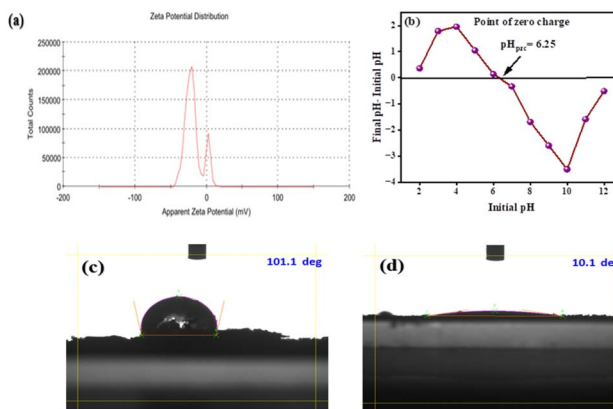 (a)
Zeta Potential Distribution
250000
200000
150000
100000
50000
0
Total Counts
-200
-100
0
100
200
Apparent Zeta Potential (mV)
(b)
Point of zero charge
pHpzc= 6.25
2
1
0
-1
-2
-3
-4
Final pH- Initial pH
2
4
6
8
10
12
Initial pH
(c)
101.1 deg
(d)
10.1 de